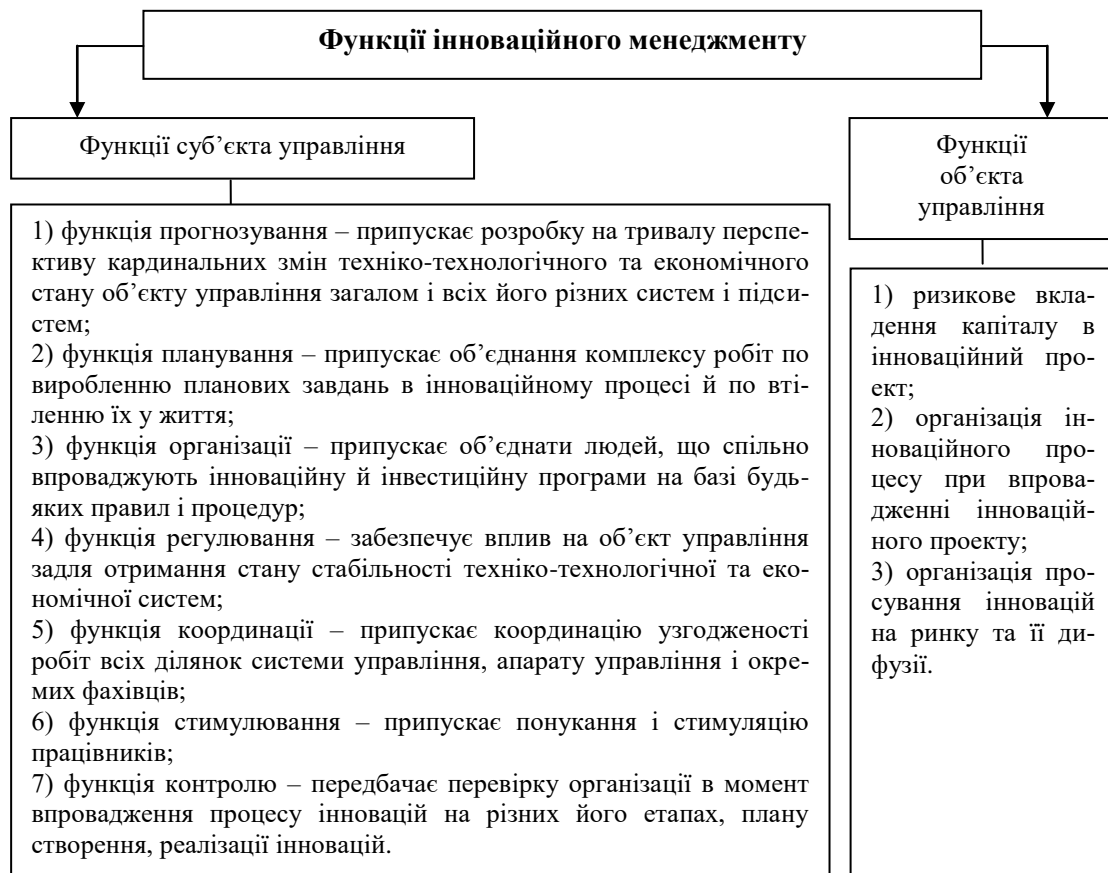 Функції інноваційного менеджменту
Функції суб’єкта управління
1) функція прогнозування – припускає розробку на тривалу перспе-
ктиву кардинальних змін техніко-технологічного та економічного
стану об’єкту управління загалом і всіх його різних систем і підси-
стем;
2) функція планування – припускає об’єднання комплексу робіт по
виробленню планових завдань в інноваційному процесі й по вті-
ленню їх у життя;
3) функція організації – припускає об’єднати людей, що спільно
впроваджують інноваційну й інвестиційну програми на базі будь-
яких правил і процедур;
4) функція регулювання – забезпечує вплив на об’єкт управління
задля отримання стану стабільності техніко-технологічної та еко-
номічної систем;
5) функція координації – припускає координацію узгодженості
робіт всіх ділянок системи управління, апарату управління і окре-
мих фахівців;
6) функція стимулювання – припускає понукання і стимуляцію
працівників;
7) функція контролю – передбачає перевірку організації в момент
впровадження процесу інновацій на різних його етапах, плану
створення, реалізації інновацій.
Функції
об’єкта
управління
1) ризикове вкла-
дення капіталу в
інноваційний про-
ект;
2) організація ін-
новаційного про-
цесу при впрова-
дженні інновацій-
ного проекту;
3) організація про-
сування інновацій
на ринку та її ди-
фузії.